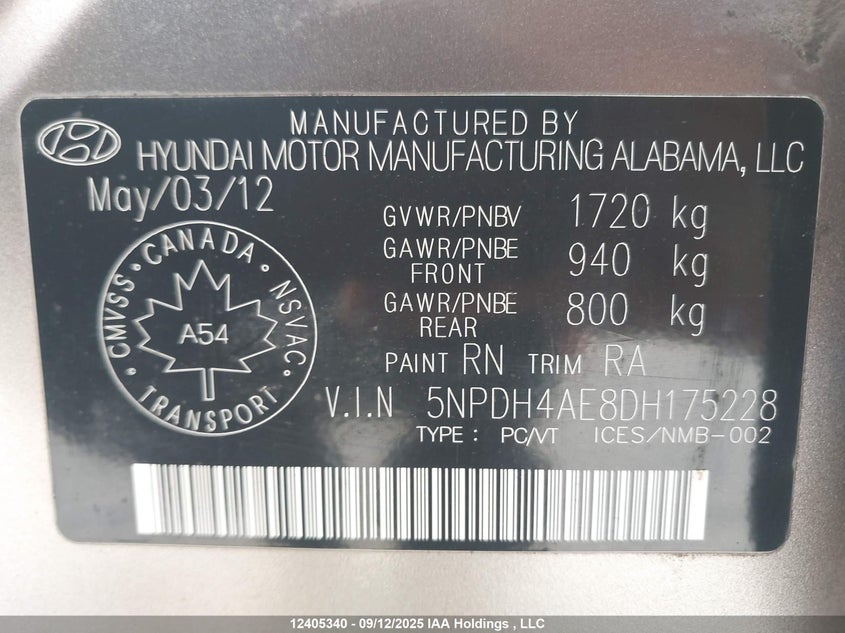 MANUFACTURED BY
HYUNDAI MOTOR MANUFACTURING ALABAMA, LLC
May/03/12
GVWR/PNBV 1720 kg
GAWR/PNBE FRONT 940 kg
GAWR/PNBE REAR 800 kg
PAINT RN TRIM RA
CANADA · NSVAC · TRANSPORT · CMVSS ·
A54
V.I.N 5NPDH4AE8DH175228
TYPE : PC/VT ICES/NMB-002
12405340 - 09/12/2025 IAA Holdings , LLC